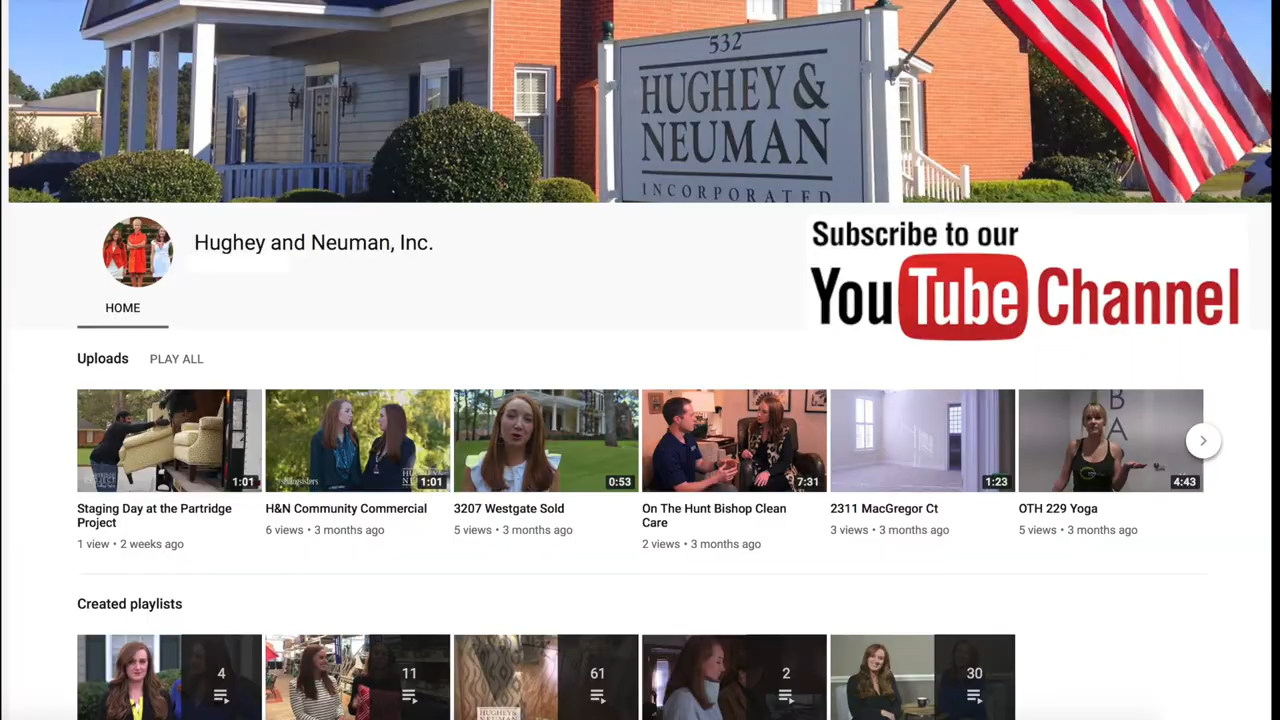 532
HUGHEY &
NEUMAN
INCORPORATED
Hughey and Neuman, Inc.
Subscribe to our
YouTube Channel
HOME
Uploads PLAY ALL
1:01
1:01
0:53
7:31
1:23
B
A
4:43
Staging Day at the Partridge
Project
1 view • 2 weeks ago
H&N Community Commercial
6 views • 3 months ago
3207 Westgate Sold
5 views • 3 months ago
On The Hunt Bishop Clean
Care
2 views • 3 months ago
2311 MacGregor Ct
3 views • 3 months ago
OTH 229 Yoga
5 views • 3 months ago
Created playlists
4
11
61
HUGHEY &
NEUMAN
2
30